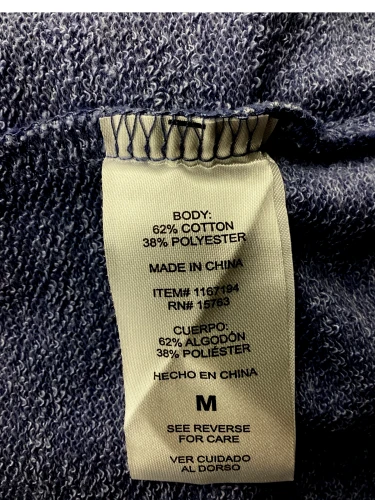 BODY:
62% COTTON
38% POLYESTER
MADE IN CHINA
ITEM# 1167194
RN# 15763
CUERPO:
62% ALGODÓN
38% POLIÉSTER
HECHO EN CHINA
M
SEE REVERSE
FOR CARE
VER CUIDADO
AL DORSO